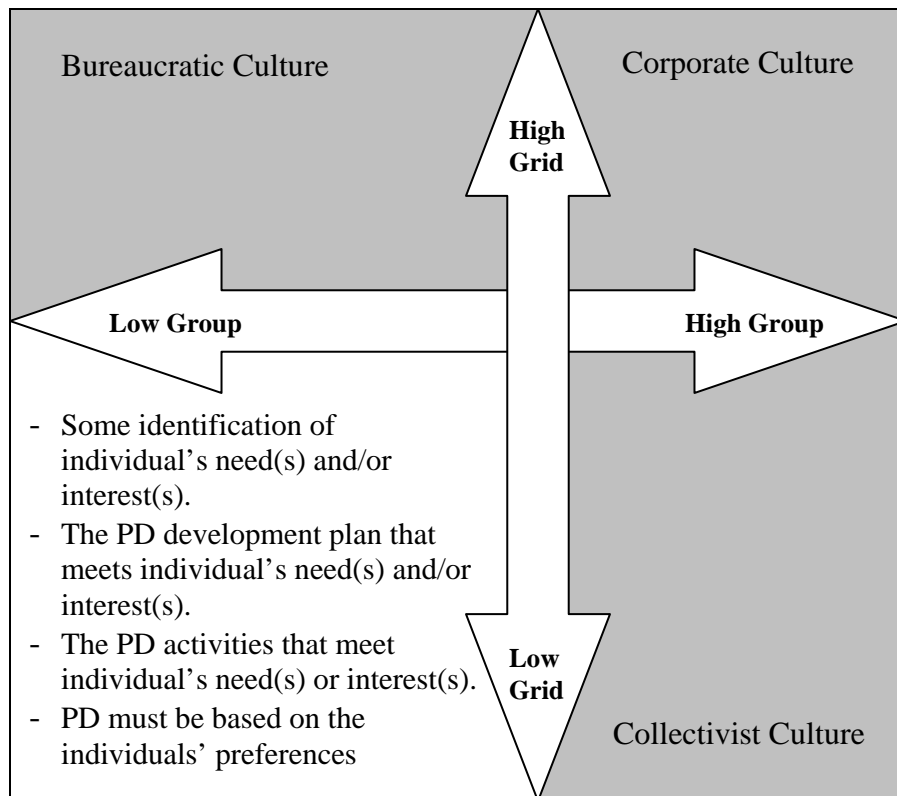 Bureaucratic Culture
Corporate Culture
High
Grid
Low Group
High Group
- Some identification of
individual’s need(s) and/or
interest(s).
- The PD development plan that
meets individual’s need(s) and/or
interest(s).
- The PD activities that meet
individual’s need(s) or interest(s).
- PD must be based on the
individuals’ preferences
Low
Grid
Collectivist Culture